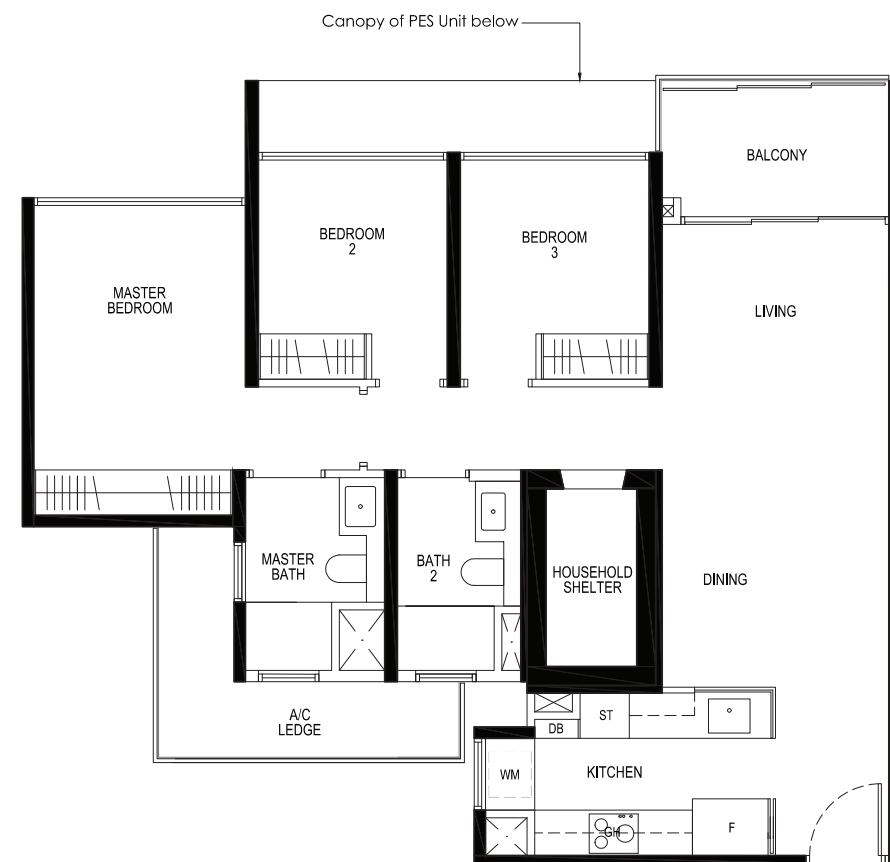 Canopy of PES Unit below
BALCONY
BEDROOM
2
BEDROOM
3
MASTER
BEDROOM
LIVING
MASTER
BATH
BATH
2
HOUSEHOLD
SHELTER
DINING
A/C
LEDGE
DB
ST
WM
KITCHEN
GH
F